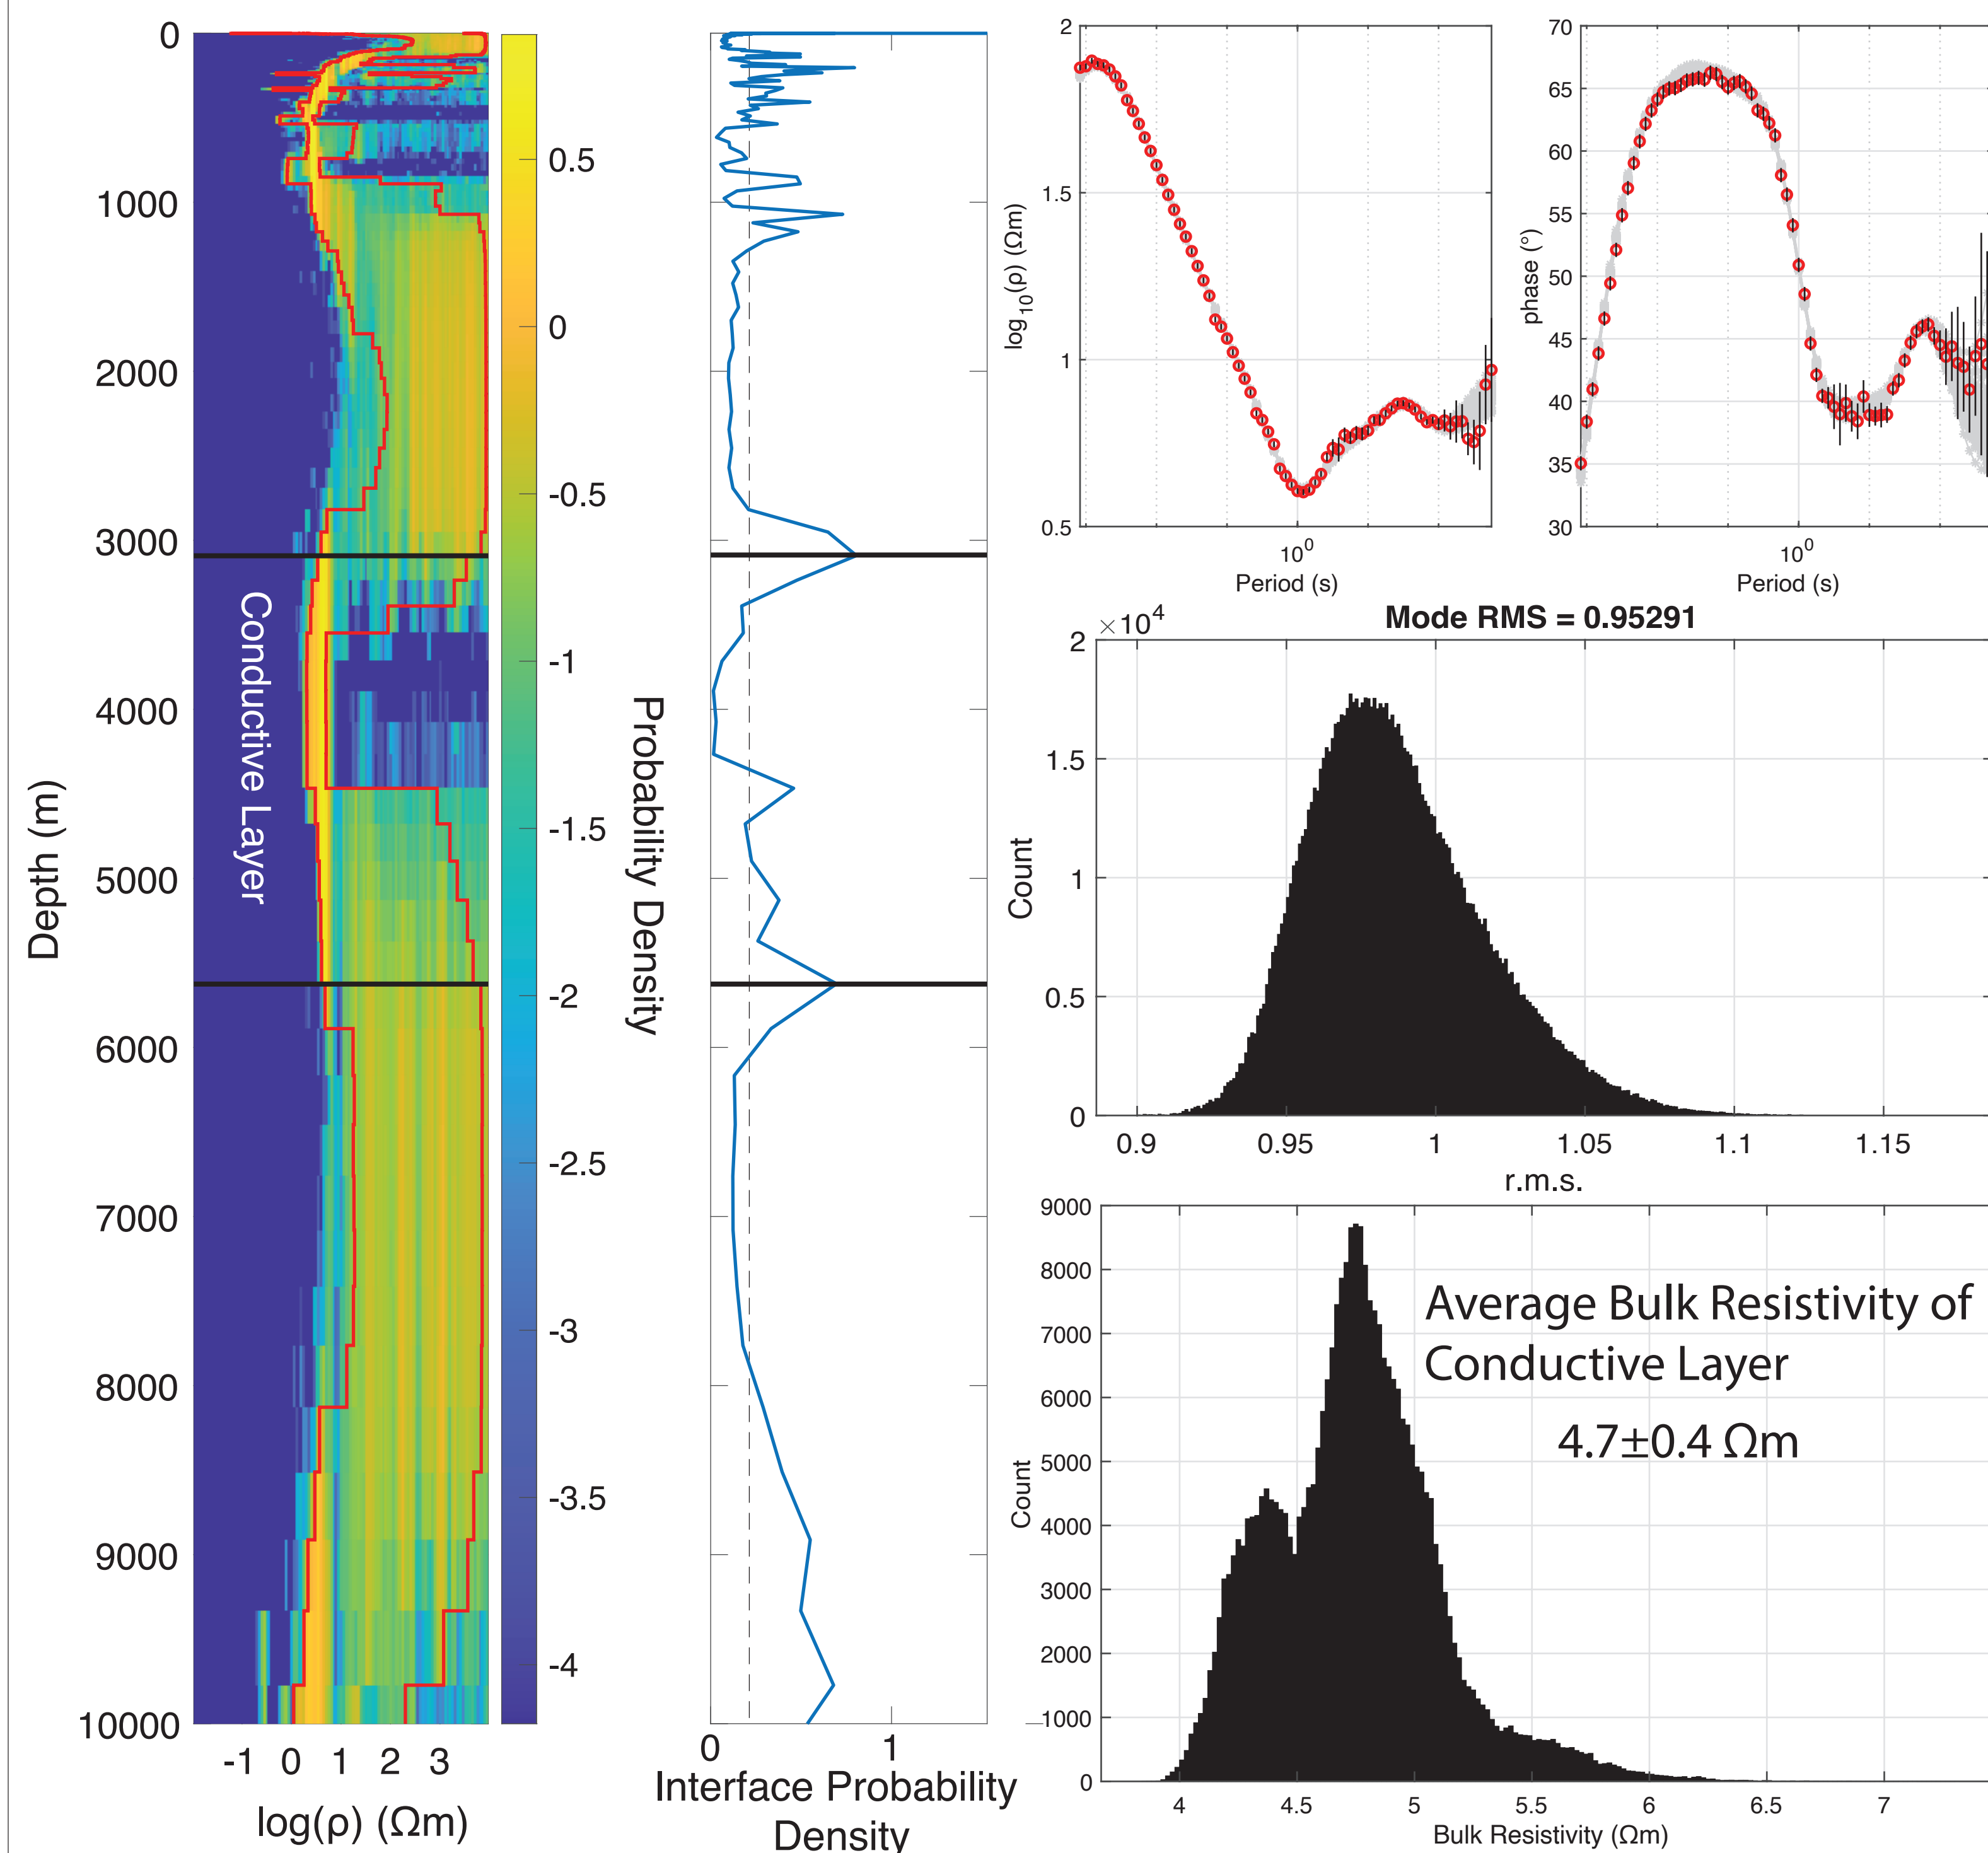 0
1000
2000
3000
4000
5000
6000
7000
8000
9000
10000
Depth (m)
Conductive Layer
-1 0 1 2 3
log(ρ) (Ωm)
0.5
0
-0.5
-1
-1.5
-2
-2.5
-3
-3.5
-4
Probability Density
0 1
Interface Probability
Density
2
1.5
1
0.5
log10(ρ) (Ωm)
10^0
Period (s)
70
65
60
55
50
45
40
35
30
phase (°)
10^0
Period (s)
Mode RMS = 0.95291
×10^4
2
1.5
1
0.5
0
Count
0.9 0.95 1 1.05 1.1 1.15
r.m.s.
9000
8000
7000
6000
5000
4000
3000
2000
1000
0
Count
Average Bulk Resistivity of
Conductive Layer
4.7±0.4 Ωm
4 4.5 5 5.5 6 6.5 7
Bulk Resistivity (Ωm)